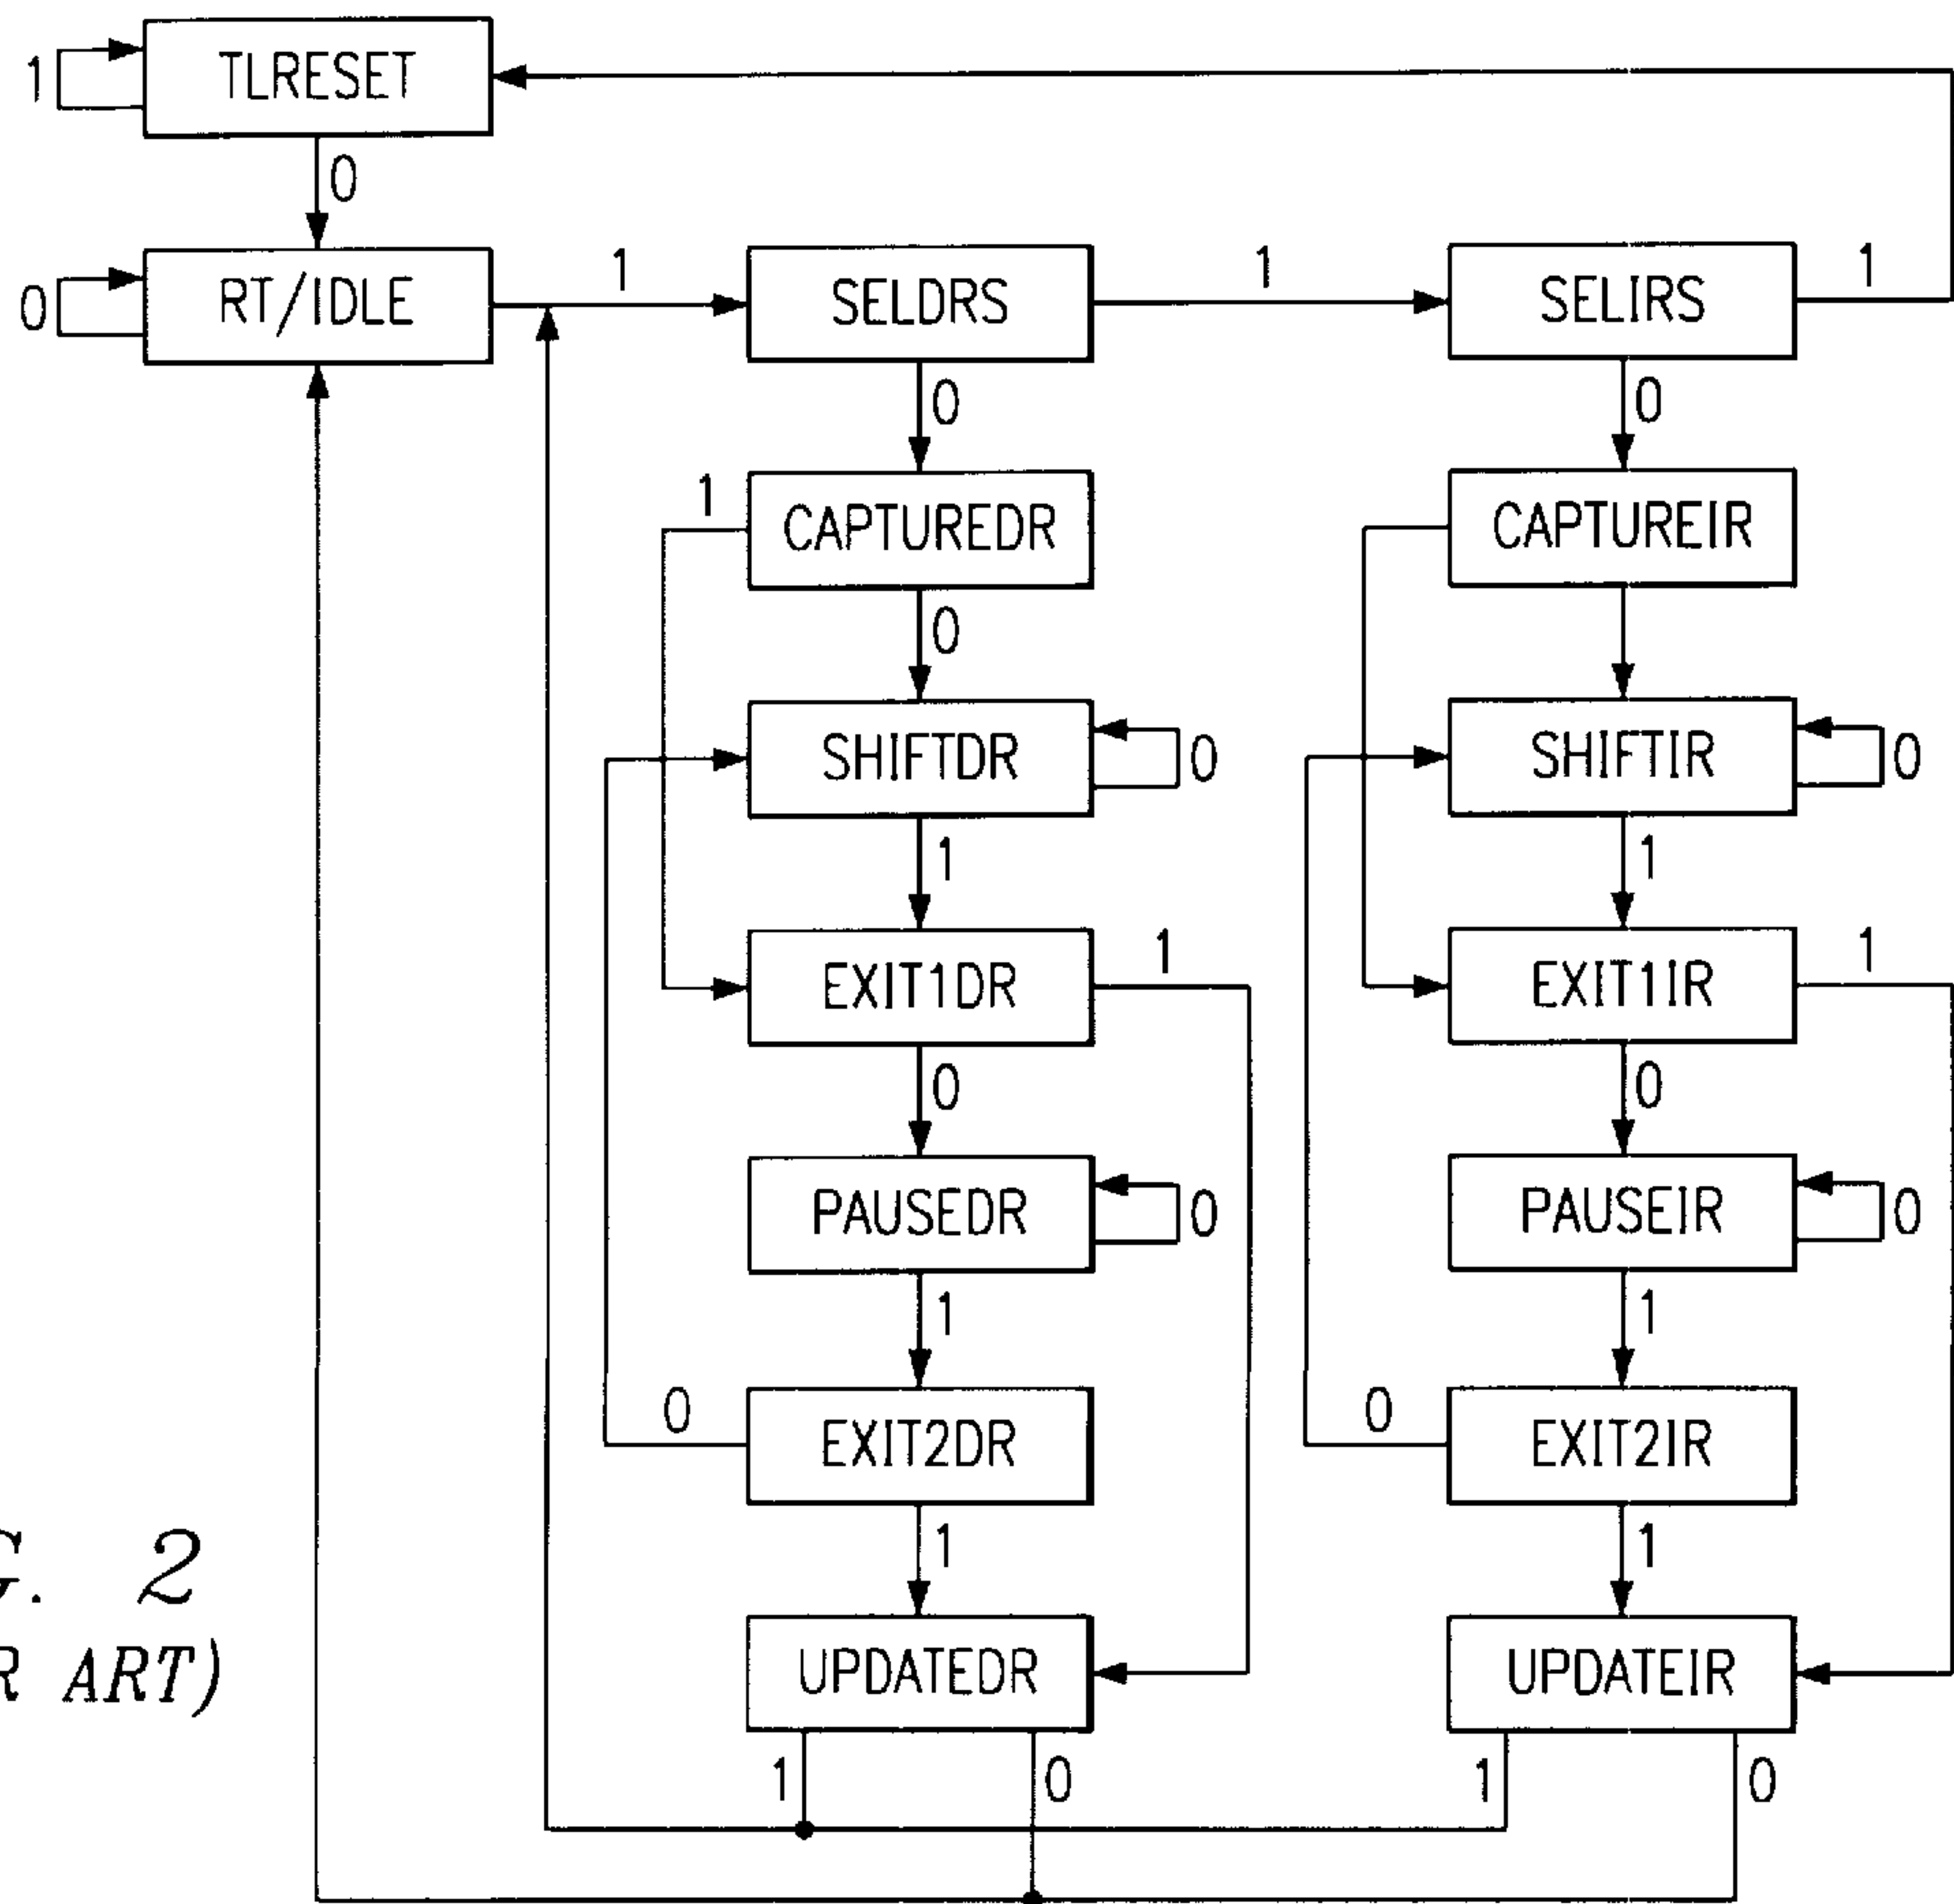 TLRESET
1
0
RT/IDLE
0
1
SELDRS
1
SELIRS
1
0
0
CAPTUREDR
1
CAPTUREIR
0
SHIFTDR
0
SHIFTIR
0
1
1
EXIT1DR
1
EXIT1IR
1
0
0
PAUSEDR
0
PAUSEIR
0
1
1
EXIT2DR
0
EXIT2IR
0
1
1
UPDATEDR
UPDATEIR
1
0
1
0
G. 2
R ART)